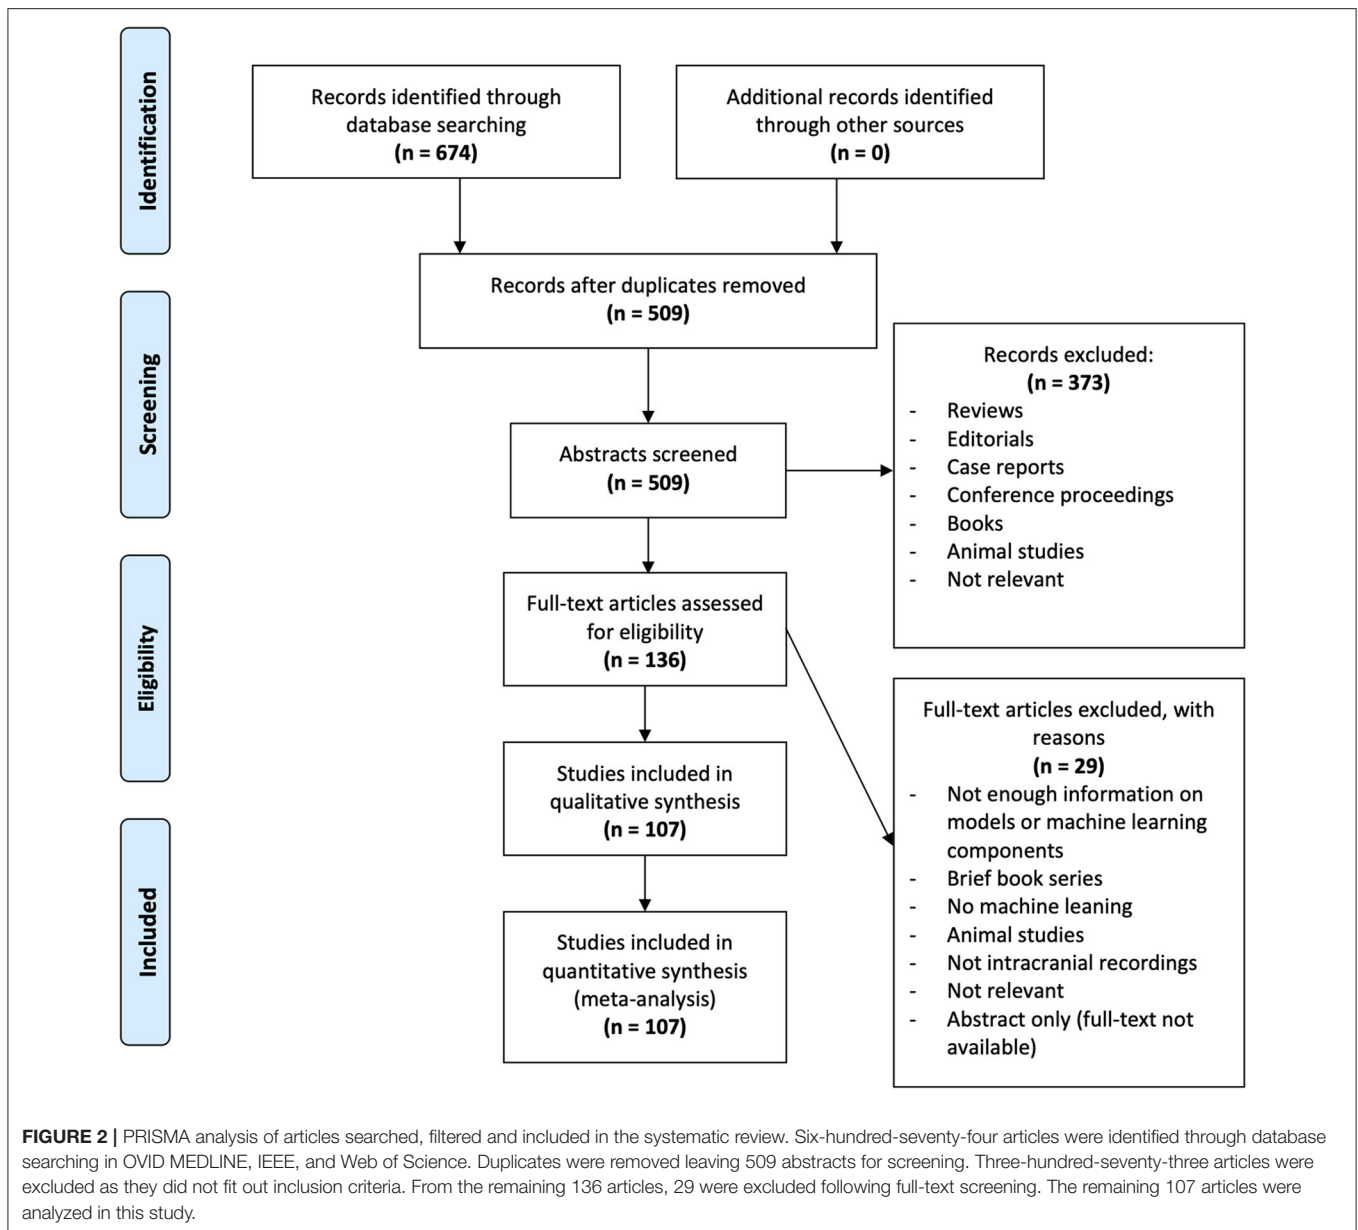 Identification
Records identified through
database searching
(n = 674)
Additional records identified
through other sources
(n = 0)
Records after duplicates removed
(n = 509)
Screening
Records excluded:
(n = 373)
- Reviews
- Editorials
- Case reports
- Conference proceedings
- Books
- Animal studies
- Not relevant
Abstracts screened
(n = 509)
Eligibility
Full-text articles assessed
for eligibility
(n = 136)
Full-text articles excluded, with
reasons
(n = 29)
- Not enough information on
models or machine learning
components
- Brief book series
- No machine leaning
- Animal studies
- Not intracranial recordings
- Not relevant
- Abstract only (full-text not
available)
Studies included in
qualitative synthesis
(n = 107)
Included
Studies included in
quantitative synthesis
(meta-analysis)
(n = 107)
FIGURE 2 | PRISMA analysis of articles searched, filtered and included in the systematic review. Six-hundred-seventy-four articles were identified through database
searching in OVID MEDLINE, IEEE, and Web of Science. Duplicates were removed leaving 509 abstracts for screening. Three-hundred-seventy-three articles were
excluded as they did not fit out inclusion criteria. From the remaining 136 articles, 29 were excluded following full-text screening. The remaining 107 articles were
analyzed in this study.